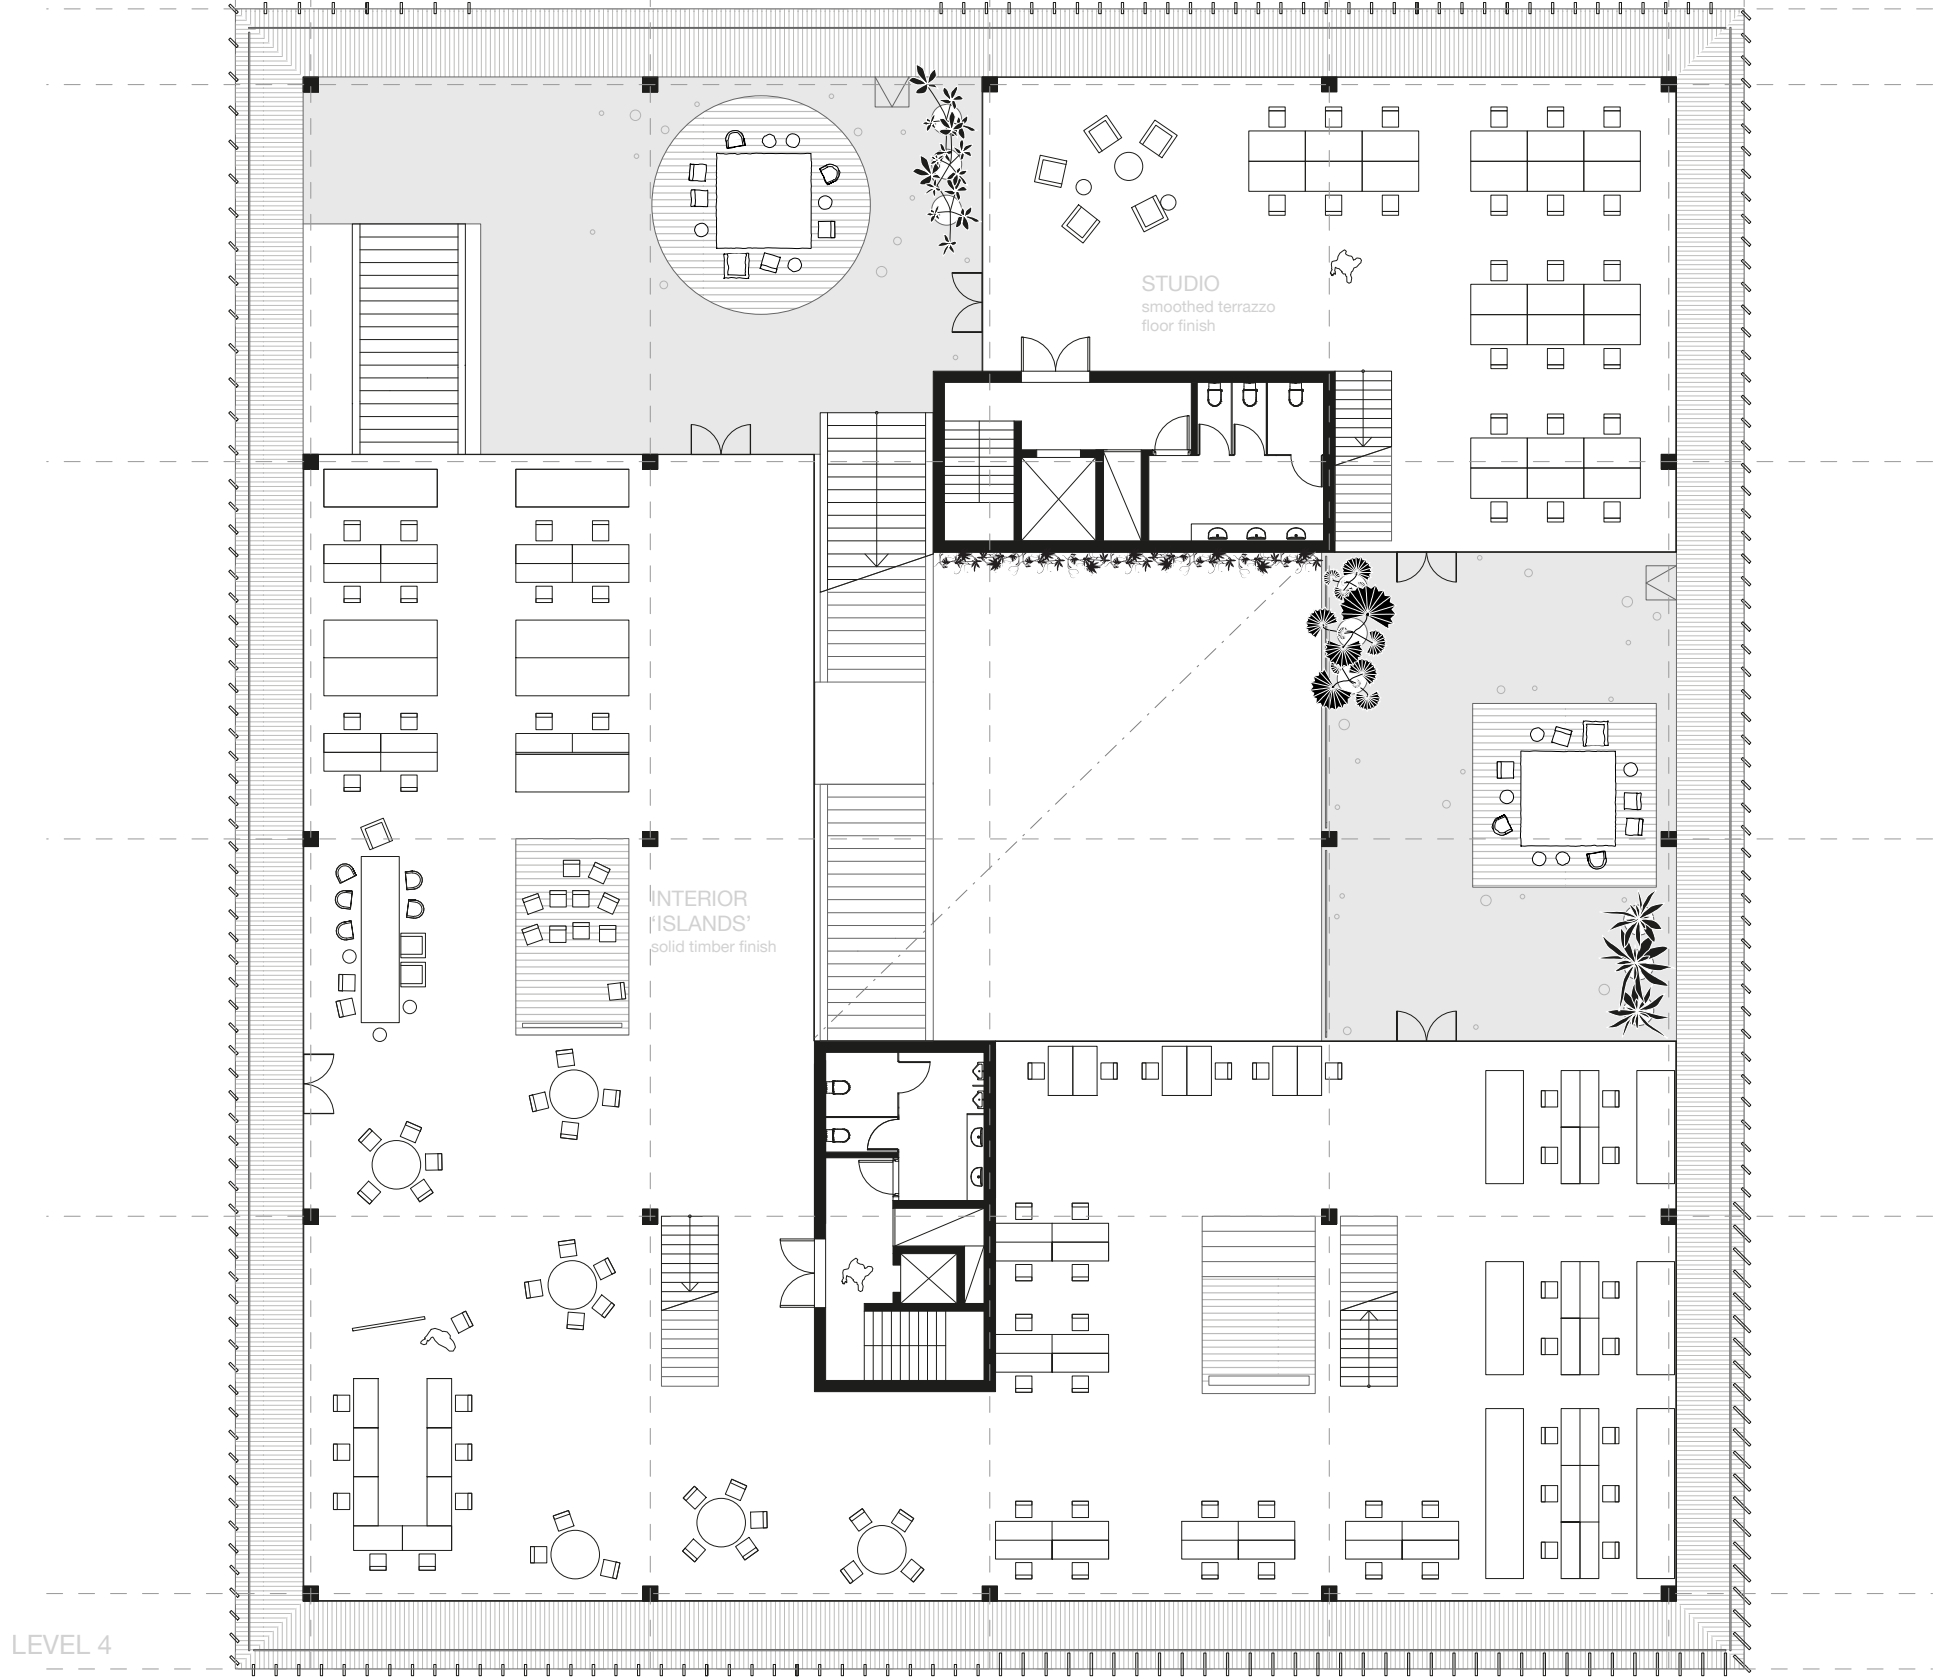 STUDIO
smoothed terrazzo
floor finish
INTERIOR
‘ISLANDS’
solid timber finish
LEVEL 4